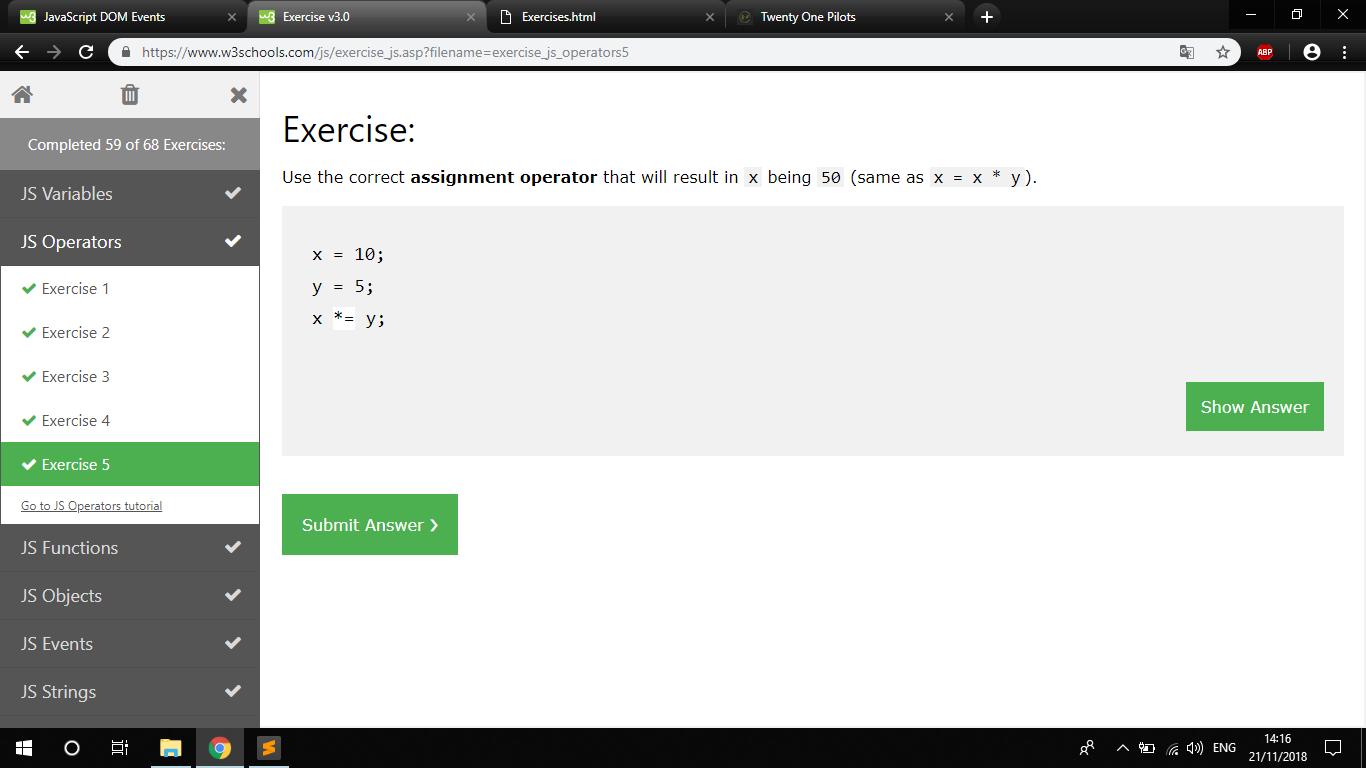 JavaScript DOM Events
Exercise v3.0
Exercises.html
Twenty One Pilots
https://www.w3schools.com/js/exercise_js.asp?filename=exercise_js_operators5
ABP
Completed 59 of 68 Exercises:
JS Variables
JS Operators
Exercise 1
Exercise 2
Exercise 3
Exercise 4
Exercise 5
Go to JS Operators tutorial
JS Functions
JS Objects
JS Events
JS Strings
Exercise:
Use the correct assignment operator that will result in x being 50 (same as x = x * y).
x = 10;
y = 5;
x *= y;
Show Answer
Submit Answer ❯
ENG
14:16
21/11/2018